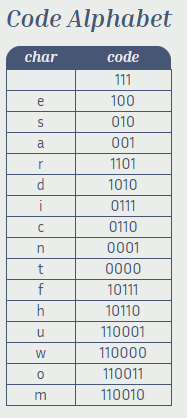 Code Alphabet
char code
111
e 100
s 010
a 001
r 1101
d 1010
i 0111
c 0110
n 0001
t 0000
f 10111
h 10110
u 110001
w 110000
o 110011
m 110010